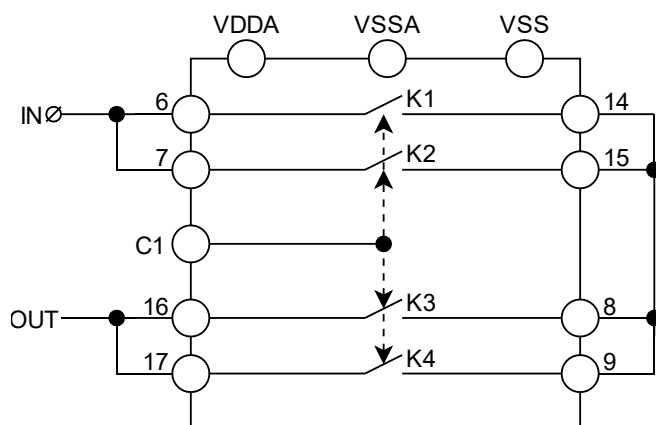 VDDA VSSA VSS
IN 6 K1 14
7 K2 15
C1
OUT 16 K3 8
17 K4 9